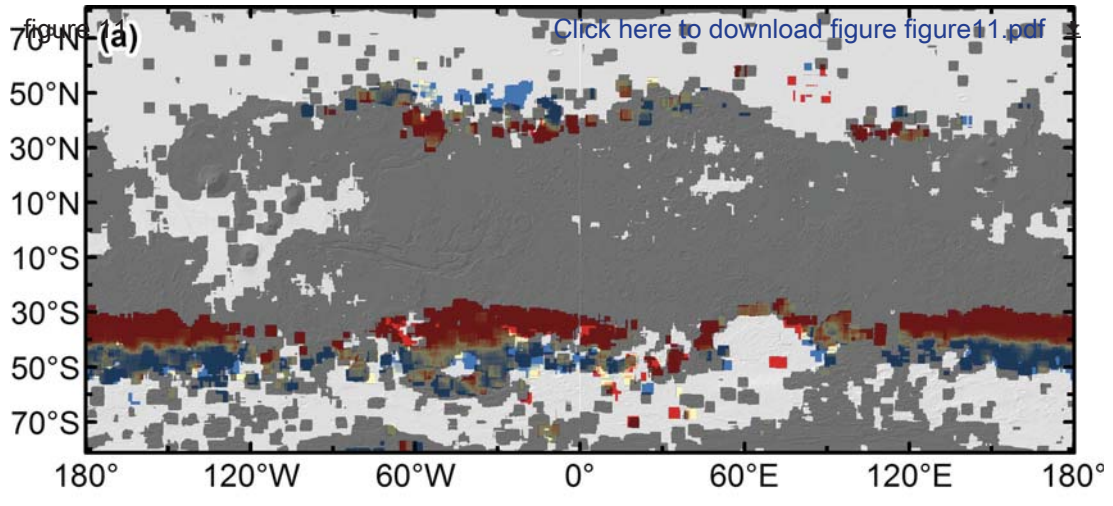 figure 11
Click here to download figure figure11.pdf
(a)
70°N
50°N
30°N
10°N
10°S
30°S
50°S
70°S
180° 120°W 60°W 0° 60°E 120°E 180°